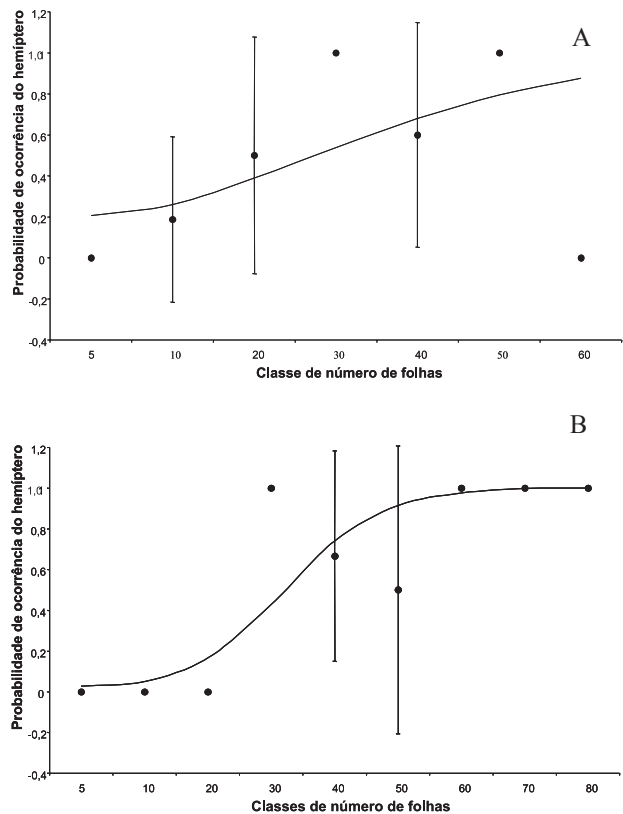 A
Probabilidade de ocorrência do hemíptero
1,2
1,0
0,8
0,6
0,4
0,2
0
-0,2
-0,4
5 10 20 30 40 50 60
Classe de número de folhas
B
Probabilidade de ocorrência do hemíptero
1,2
1,0
0,8
0,6
0,4
0,2
0
-0,2
-0,4
5 10 20 30 40 50 60 70 80
Classes de número de folhas